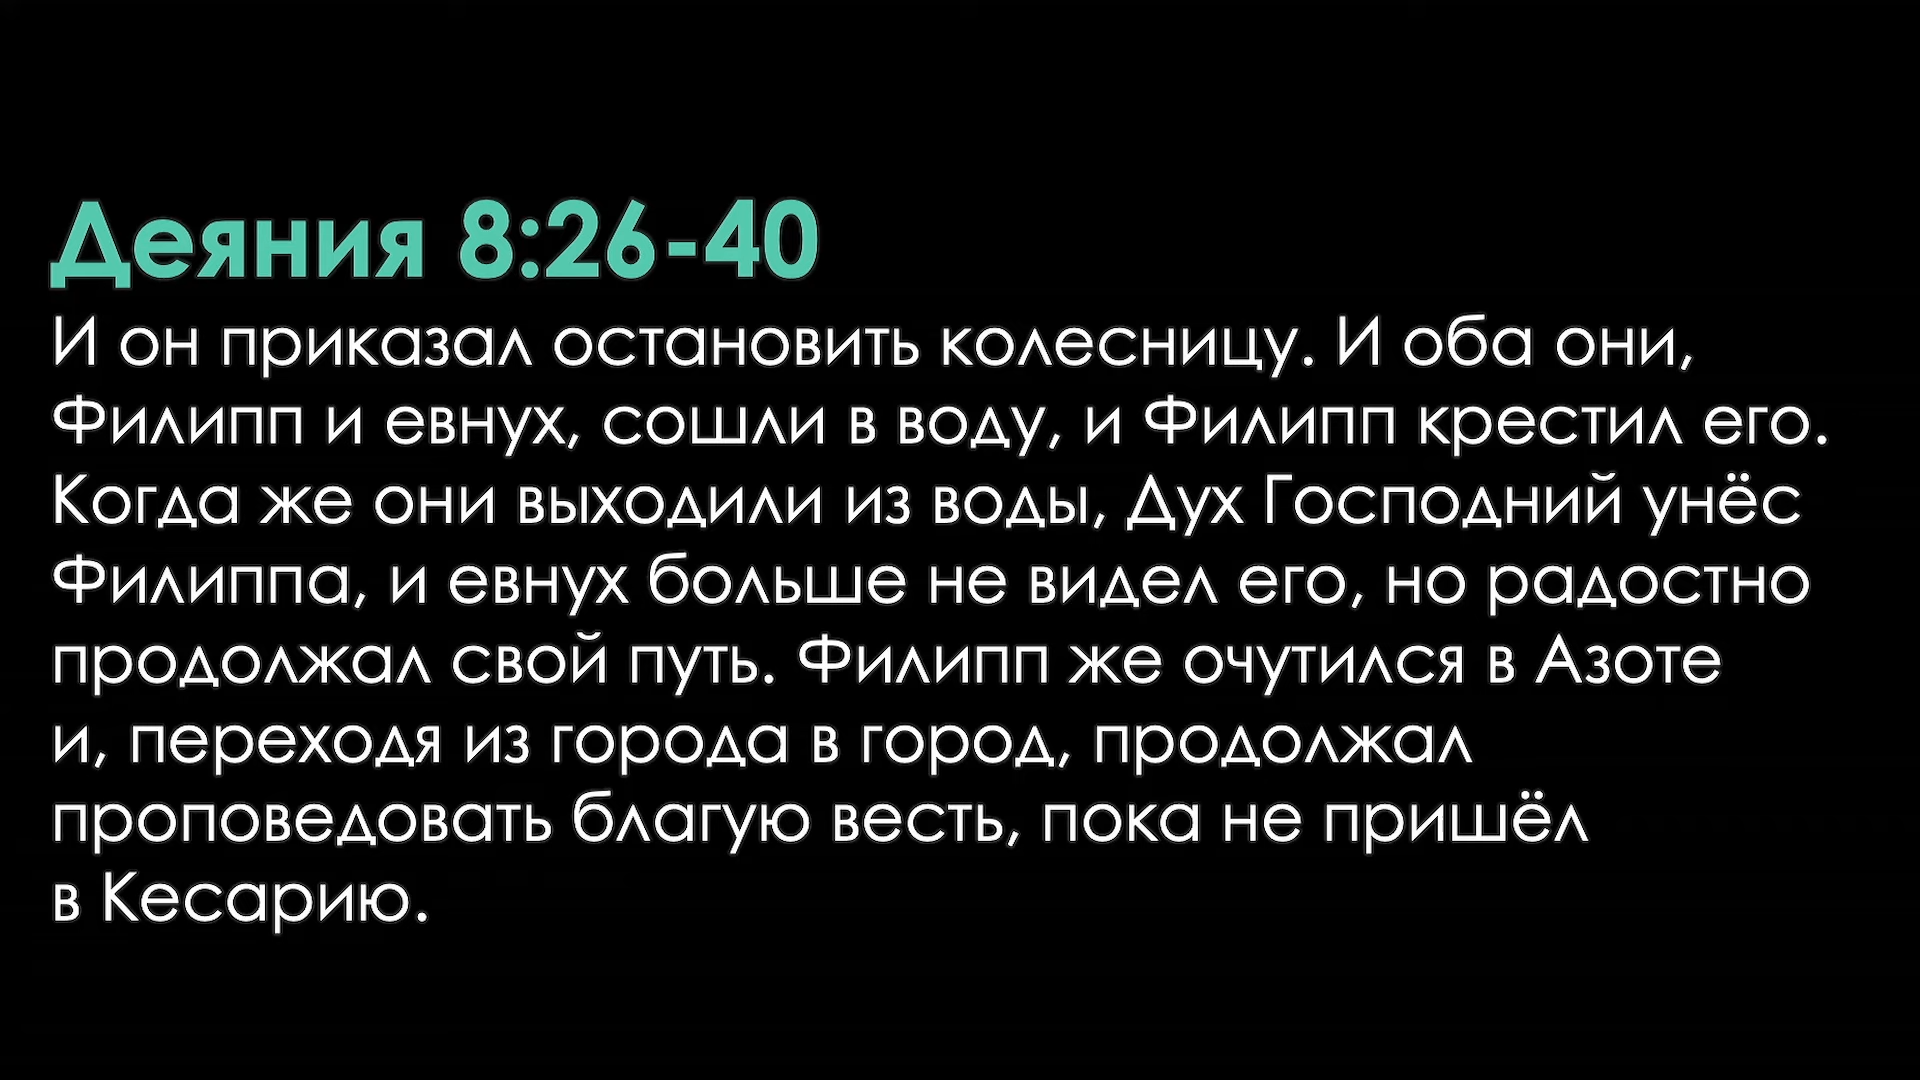 Деяния 8:26-40
И он приказал остановить колесницу. И оба они,
Филипп и евнух, сошли в воду, и Филипп крестил его.
Когда же они выходили из воды, Дух Господний унёс
Филиппа, и евнух больше не видел его, но радостно
продолжал свой путь. Филипп же очутился в Азоте
и, переходя из города в город, продолжал
проповедовать благую весть, пока не пришёл
в Кесарию.